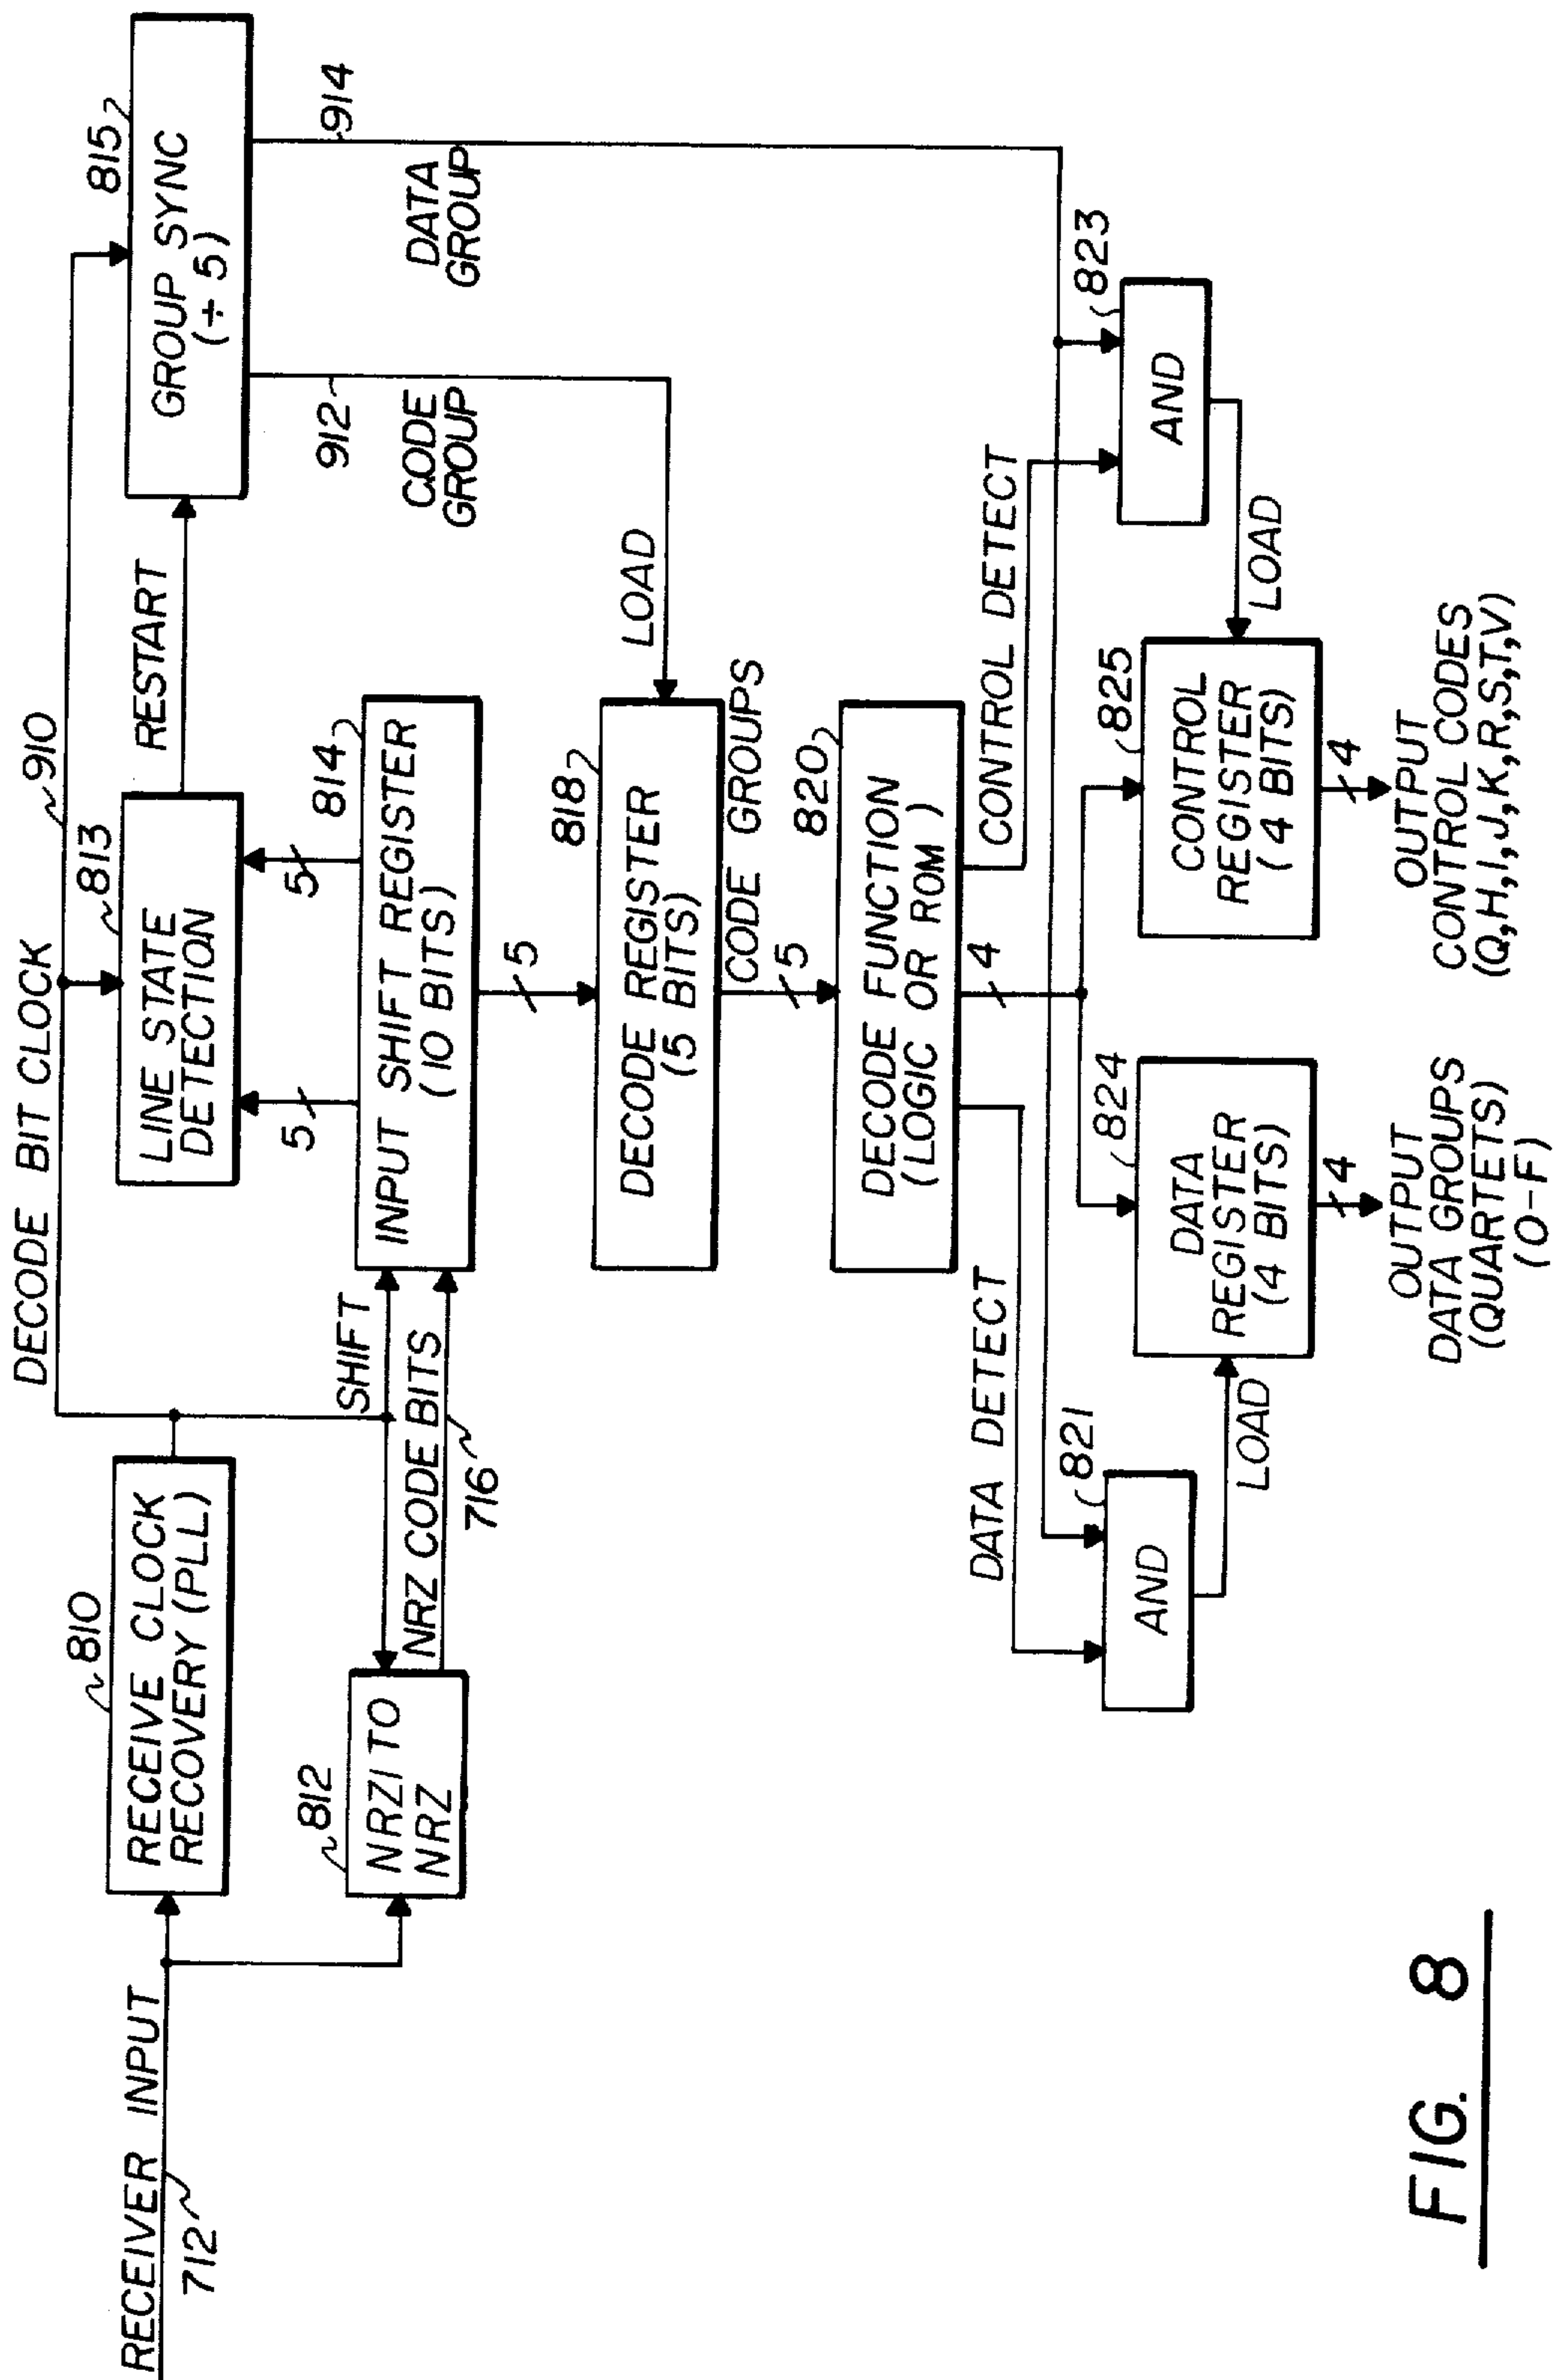 RECEIVER INPUT
712
810
RECEIVE CLOCK
RECOVERY (PLL)
812
NRZI TO
NRZ
DECODE BIT CLOCK
910
SHIFT
NRZ CODE BITS
716
813
LINE STATE
DETECTION
RESTART
815
GROUP SYNC
(÷ 5)
5
5
814
INPUT SHIFT REGISTER
(10 BITS)
912
CODE
GROUP
914
DATA
GROUP
5
818
DECODE REGISTER
(5 BITS)
LOAD
CODE GROUPS
5
820
DECODE FUNCTION
(LOGIC OR ROM)
DATA DETECT
4
CONTROL DETECT
821
AND
LOAD
824
DATA
REGISTER
(4 BITS)
825
CONTROL
REGISTER
(4 BITS)
823
AND
LOAD
4
OUTPUT
DATA GROUPS
(QUARTETS)
(0-F)
4
OUTPUT
CONTROL CODES
(Q,H,I,J,K,R,S,T,V)
FIG. 8